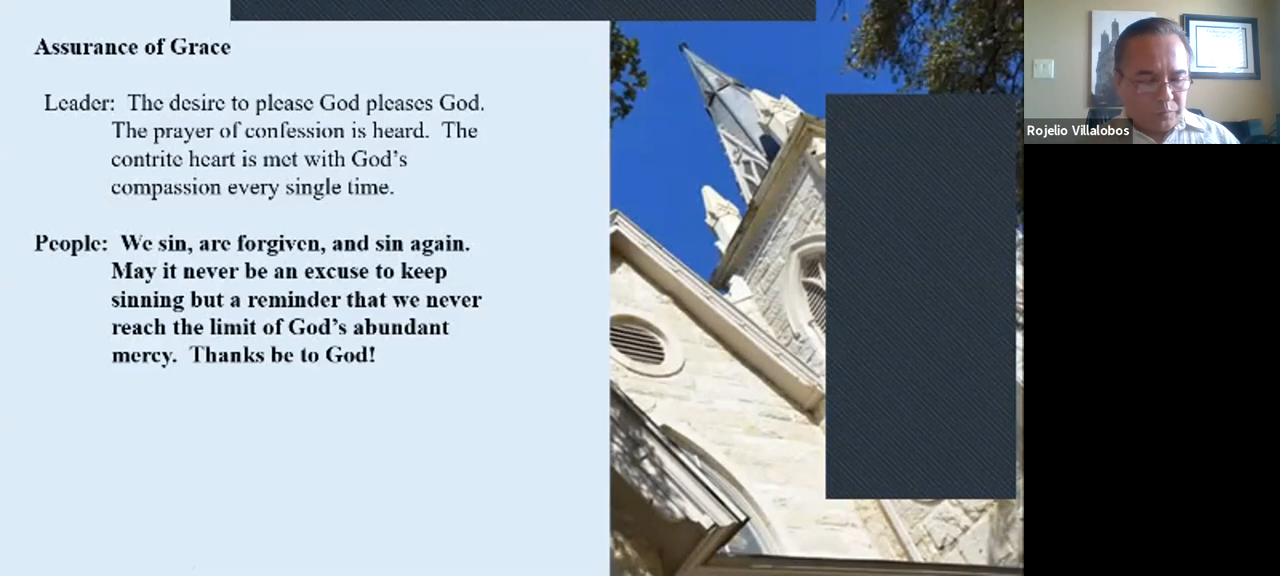 Assurance of Grace
Leader: The desire to please God pleases God.
The prayer of confession is heard. The
contrite heart is met with God's
compassion every single time.
People: We sin, are forgiven, and sin again.
May it never be an excuse to keep
sinning but a reminder that we never
reach the limit of God's abundant
mercy. Thanks be to God!
Rojelio Villalobos